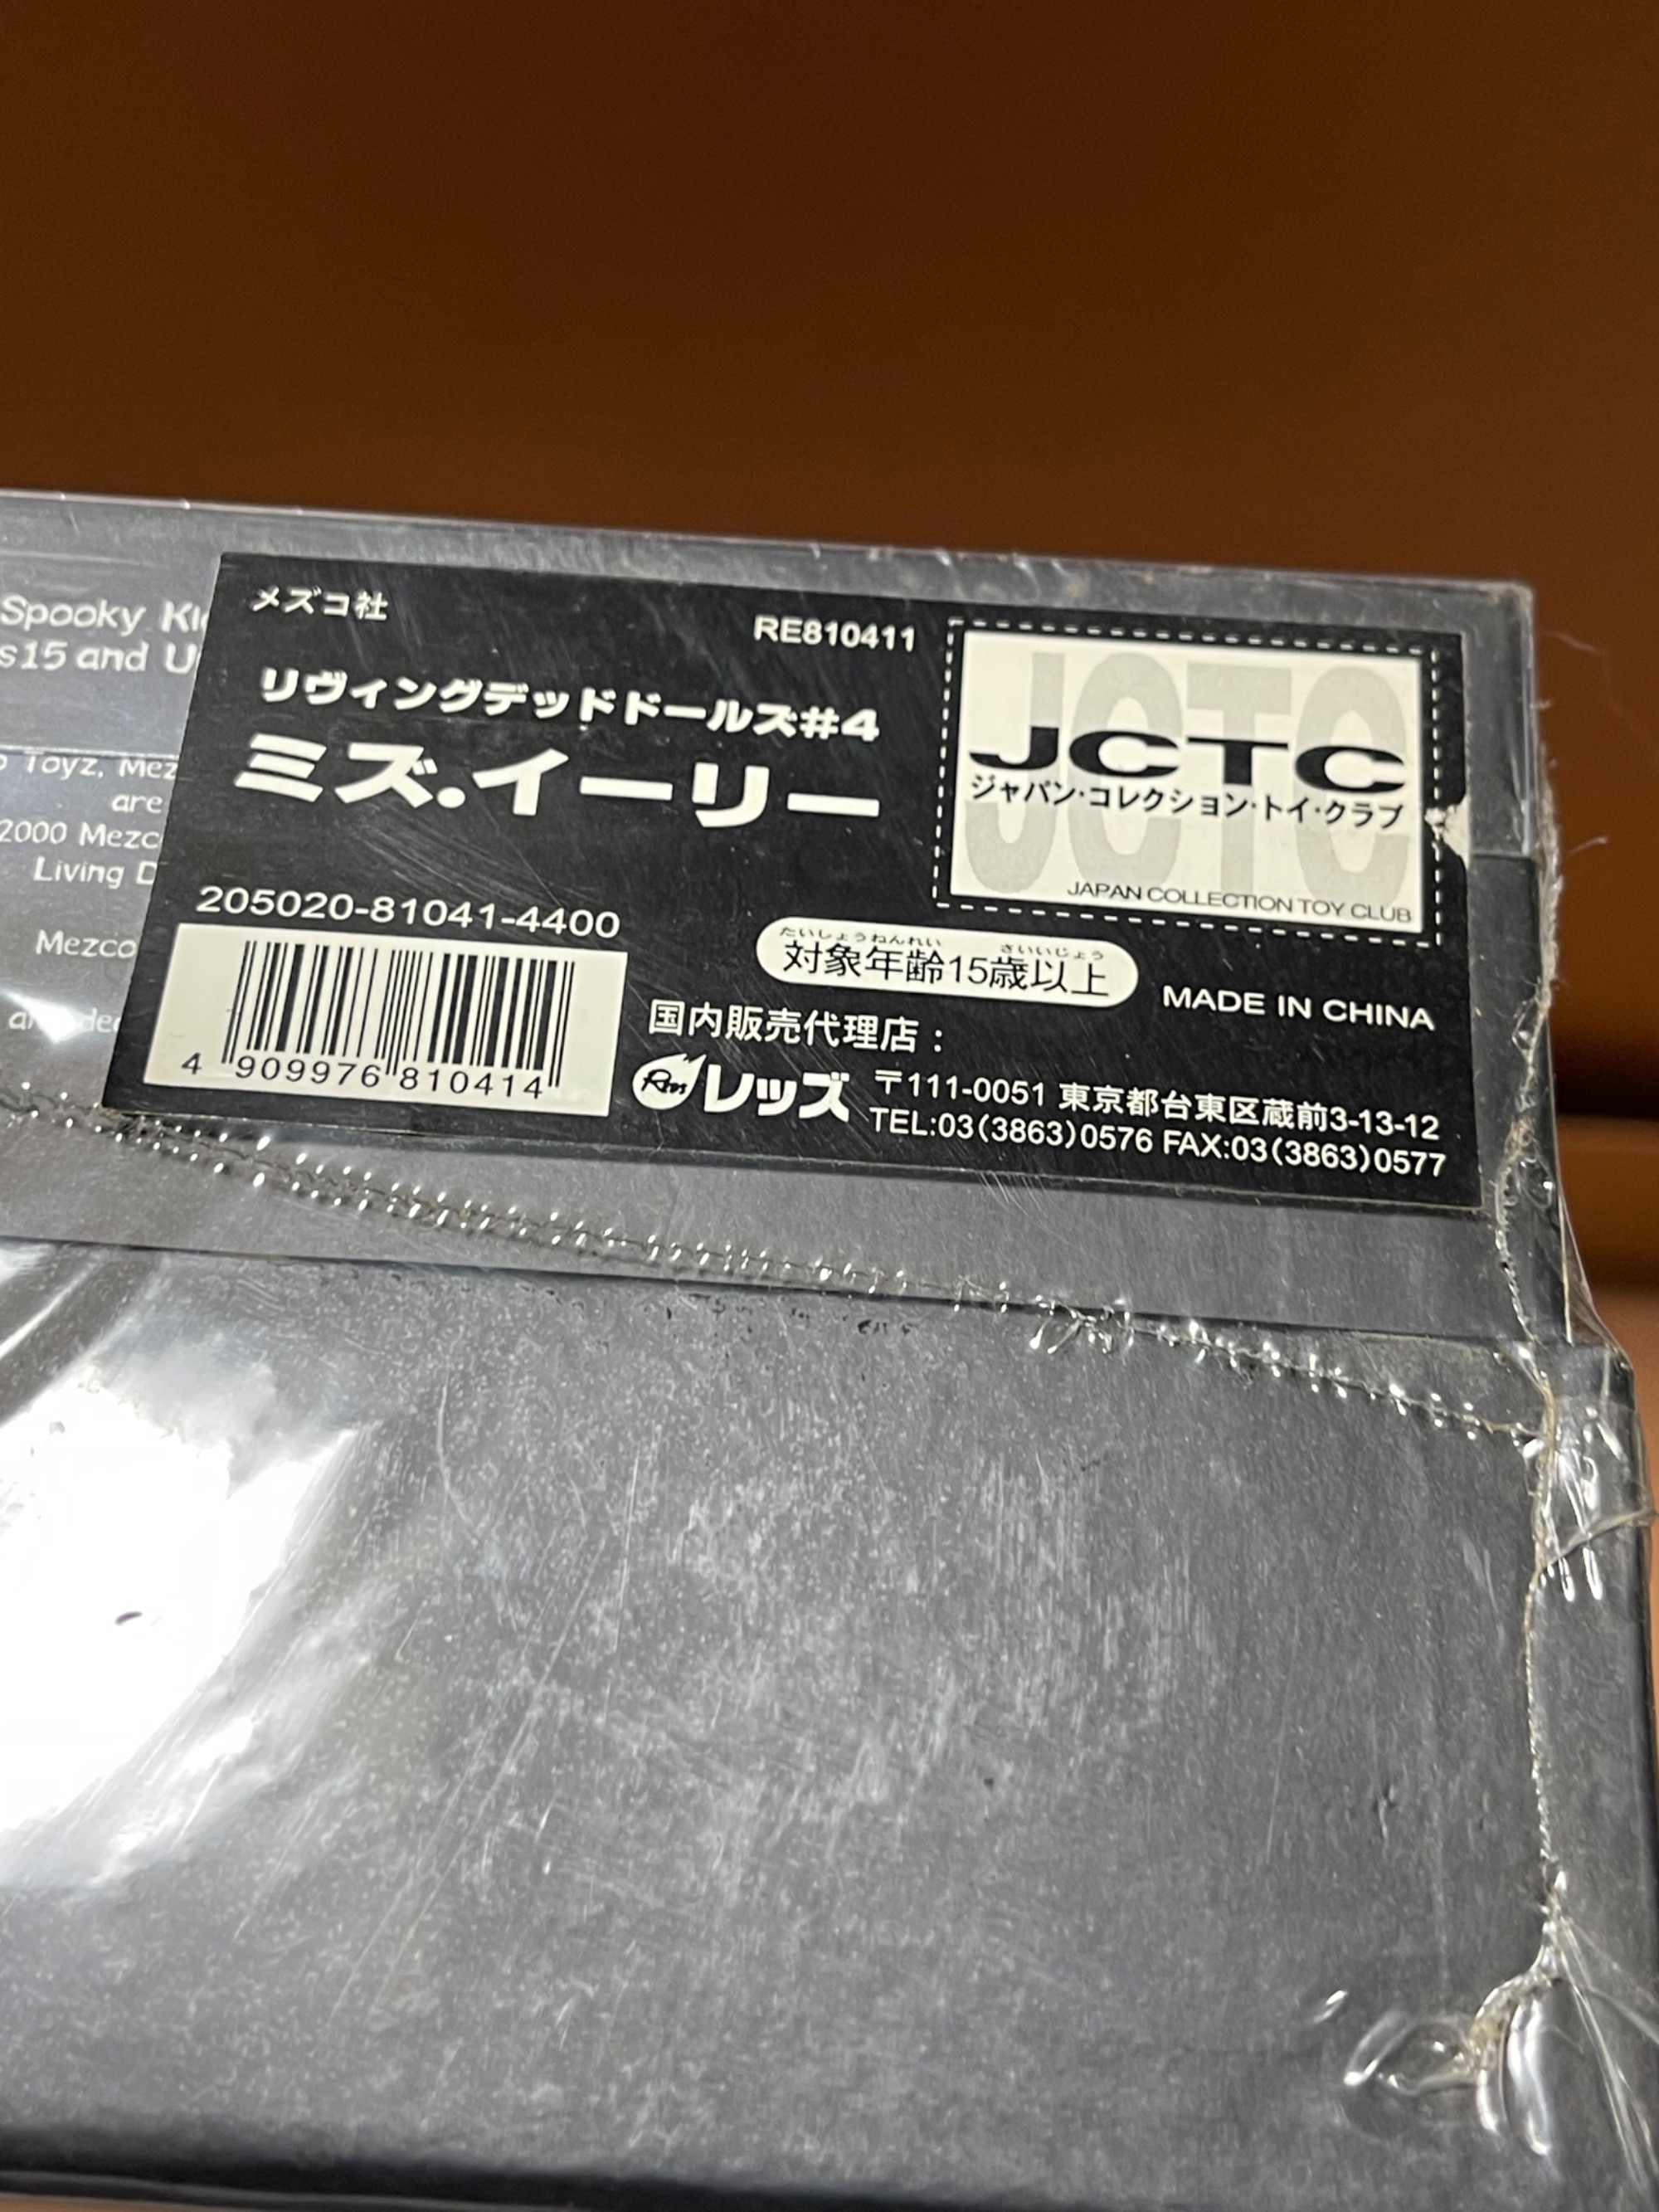 Spooky
s15 and U
Toyz, Mez
are
2000 Mezc
Living D
Mezco
メズコ社
RE810411
リヴィングデッドドールズ#4
ミズ.イーリー
JCTC
JCTC
ジャパン・コレクション・トイ・クラブ
JAPAN COLLECTION TOY CLUB
205020-81041-4400
4 909976 810414
たいしょうねんれい さいいじょう
対象年齢15歳以上
MADE IN CHINA
国内販売代理店：
レッズ
〒111-0051 東京都台東区蔵前3-13-12
TEL:03(3863)0576 FAX:03(3863)0577